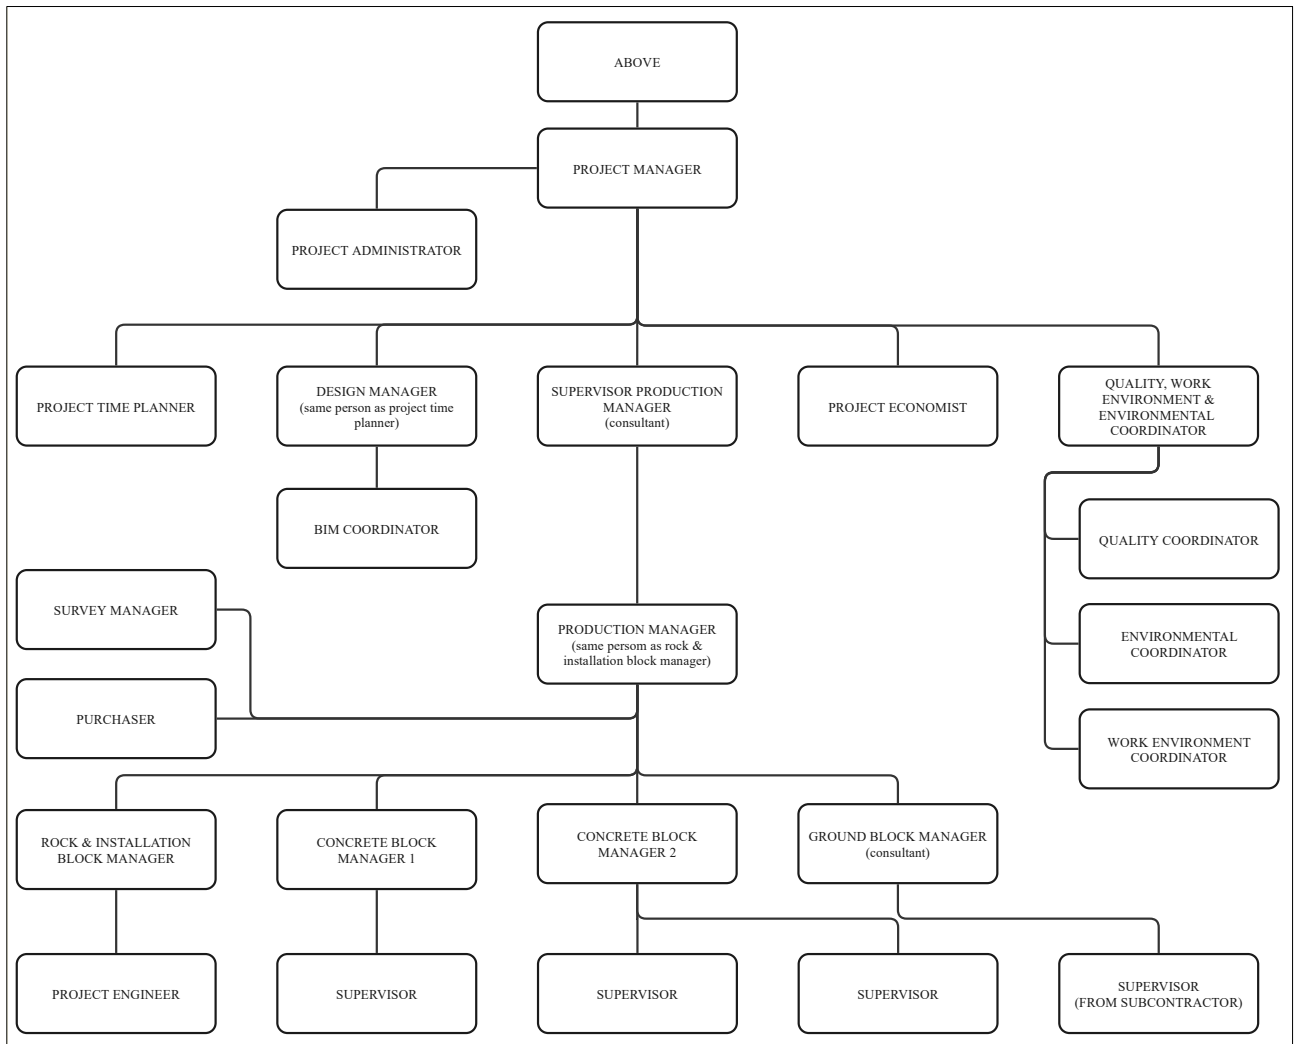 ABOVE
PROJECT MANAGER
PROJECT ADMINISTRATOR
PROJECT TIME PLANNER
DESIGN MANAGER
(same person as project time
planner)
SUPERVISOR PRODUCTION
MANAGER
(consultant)
PROJECT ECONOMIST
QUALITY, WORK
ENVIRONMENT &
ENVIRONMENTAL
COORDINATOR
BIM COORDINATOR
QUALITY COORDINATOR
SURVEY MANAGER
PRODUCTION MANAGER
(same persom as rock &
installation block manager)
ENVIRONMENTAL
COORDINATOR
PURCHASER
WORK ENVIRONMENT
COORDINATOR
ROCK & INSTALLATION
BLOCK MANAGER
CONCRETE BLOCK
MANAGER 1
CONCRETE BLOCK
MANAGER 2
GROUND BLOCK MANAGER
(consultant)
PROJECT ENGINEER
SUPERVISOR
SUPERVISOR
SUPERVISOR
SUPERVISOR
(FROM SUBCONTRACTOR)